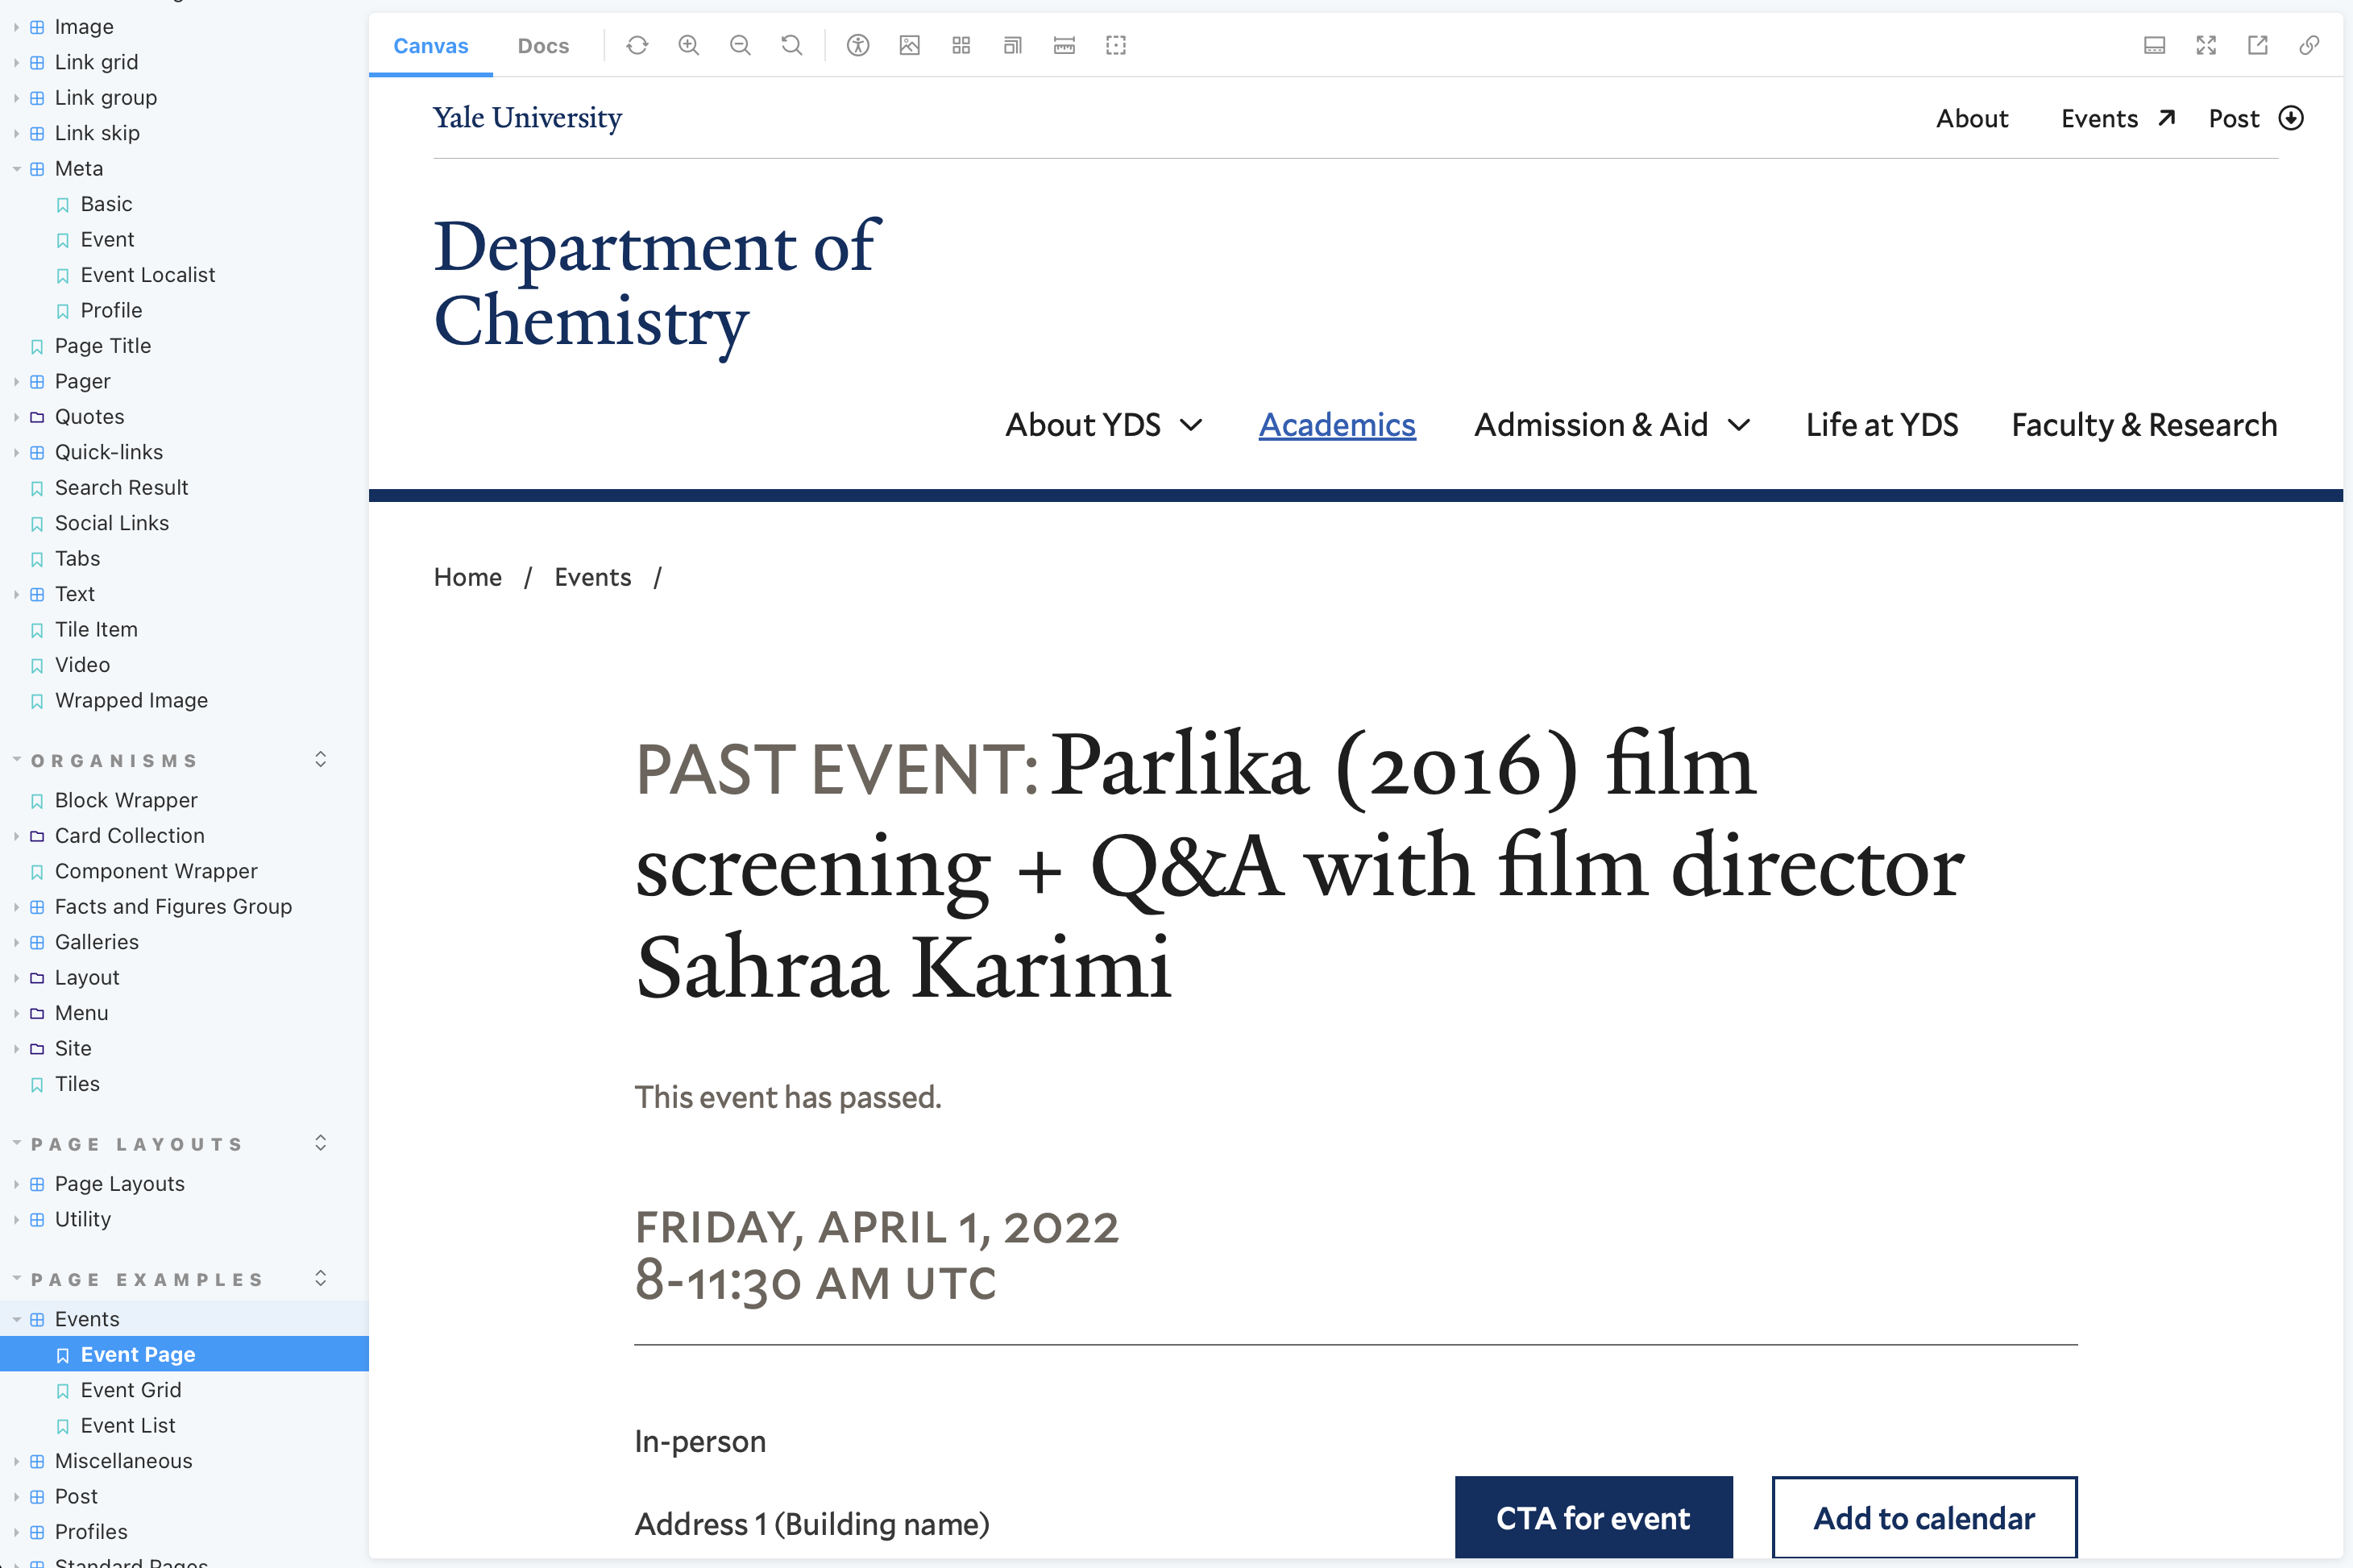 Image
Link grid
Link group
Link skip
Meta
Basic
Event
Event Localist
Profile
Page Title
Pager
Quotes
Quick-links
Search Result
Social Links
Tabs
Text
Tile Item
Video
Wrapped Image
ORGANISMS
Block Wrapper
Card Collection
Component Wrapper
Facts and Figures Group
Galleries
Layout
Menu
Site
Tiles
PAGE LAYOUTS
Page Layouts
Utility
PAGE EXAMPLES
Events
Event Page
Event Grid
Event List
Miscellaneous
Post
Profiles
Standard Pages
Canvas Docs
Yale University
About Events Post
Department of
Chemistry
About YDS Academics Admission & Aid Life at YDS Faculty & Research
Home / Events /
PAST EVENT: Parlika (2016) film
screening + Q&A with film director
Sahraa Karimi
This event has passed.
FRIDAY, APRIL 1, 2022
8-11:30 AM UTC
In-person
Address 1 (Building name)
CTA for event
Add to calendar